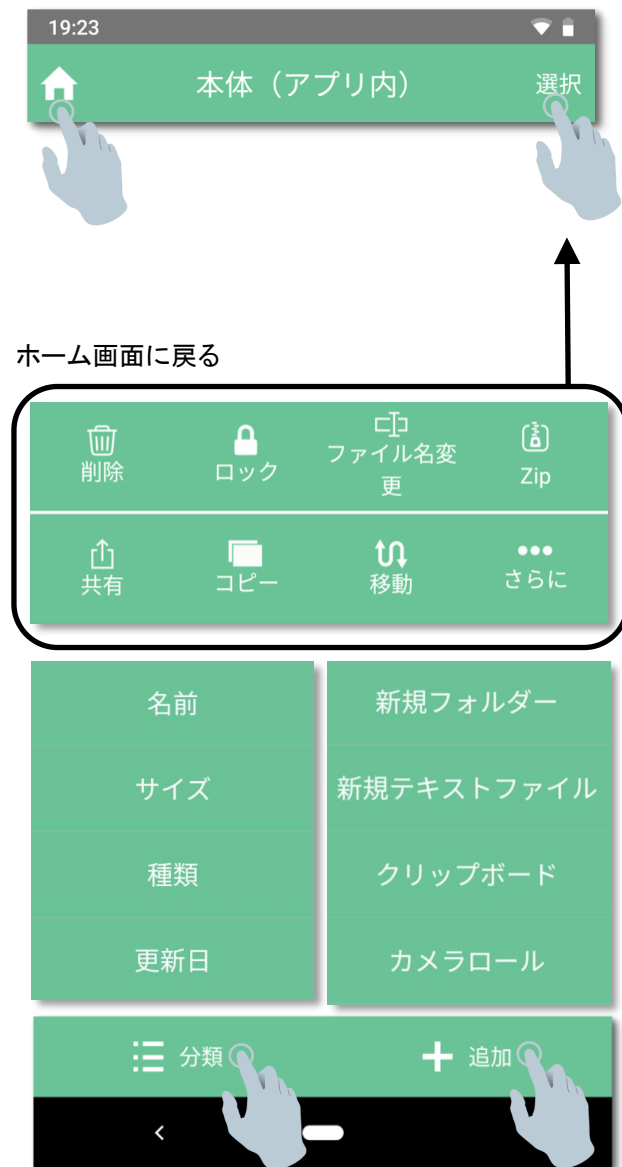 19:23
本体（アプリ内）
選択
ホーム画面に戻る
削除
ロック
ファイル名変
更
Zip
共有
コピー
移動
さらに
名前
新規フォルダー
サイズ
新規テキストファイル
種類
クリップボード
更新日
カメラロール
分類
追加